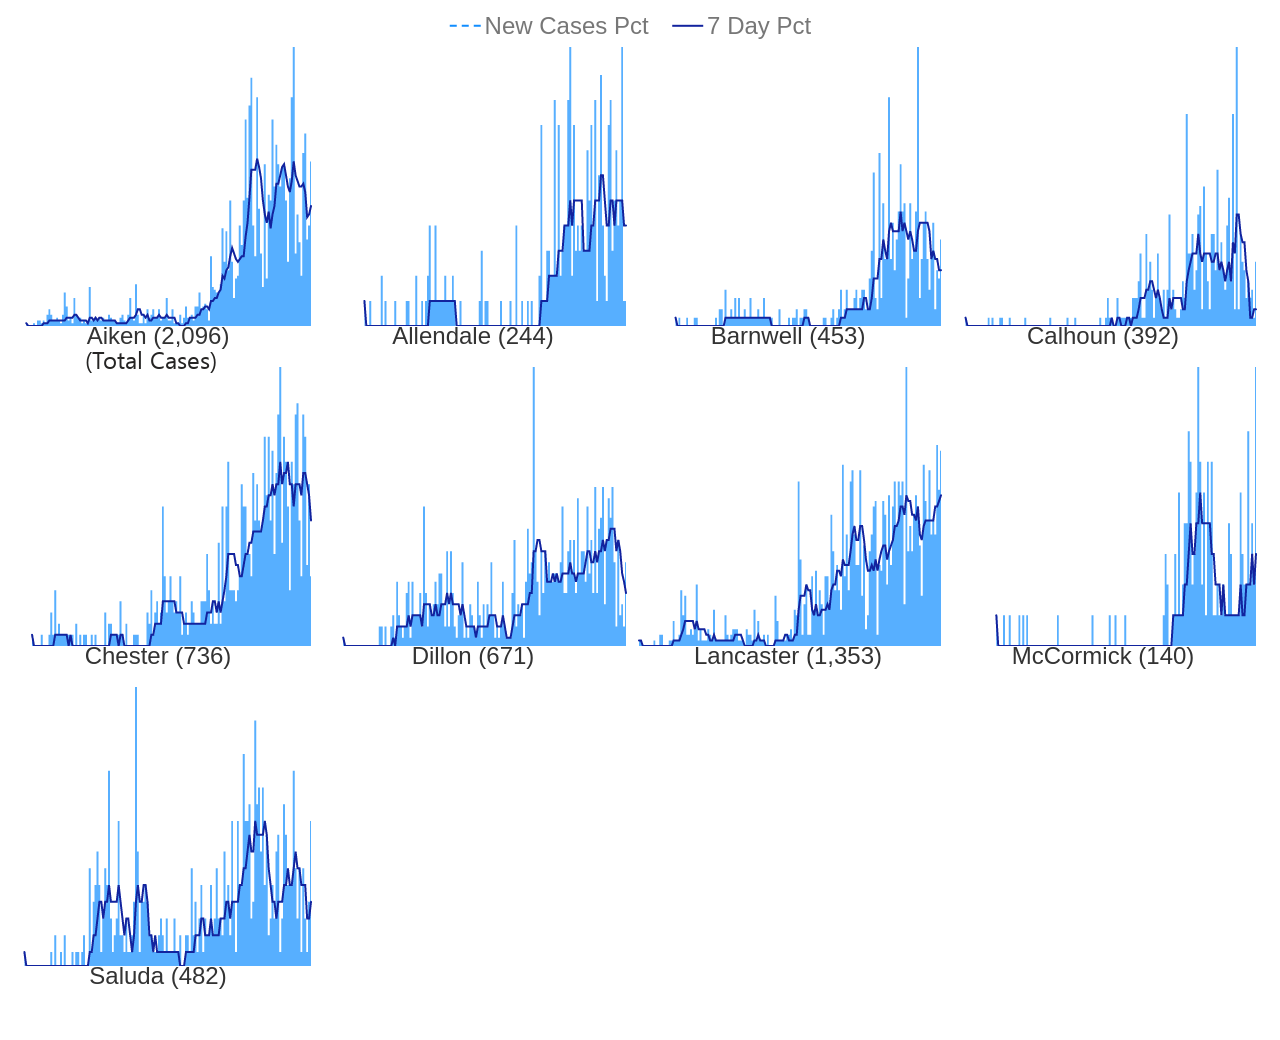 New Cases Pct 7 Day Pct
Aiken (2,096) Allendale (244) Barnwell (453) Calhoun (392)
(Total Cases)
Chester (736) Dillon (671) Lancaster (1,353) McCormick (140)
Saluda (482)